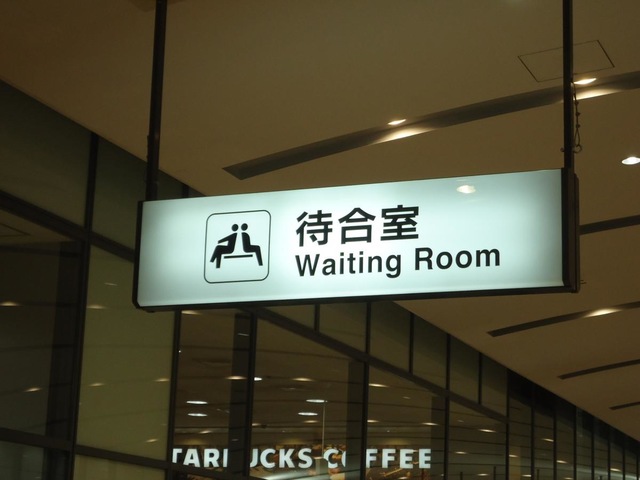 待合室
Waiting Room
TARBUCKS COFFEE